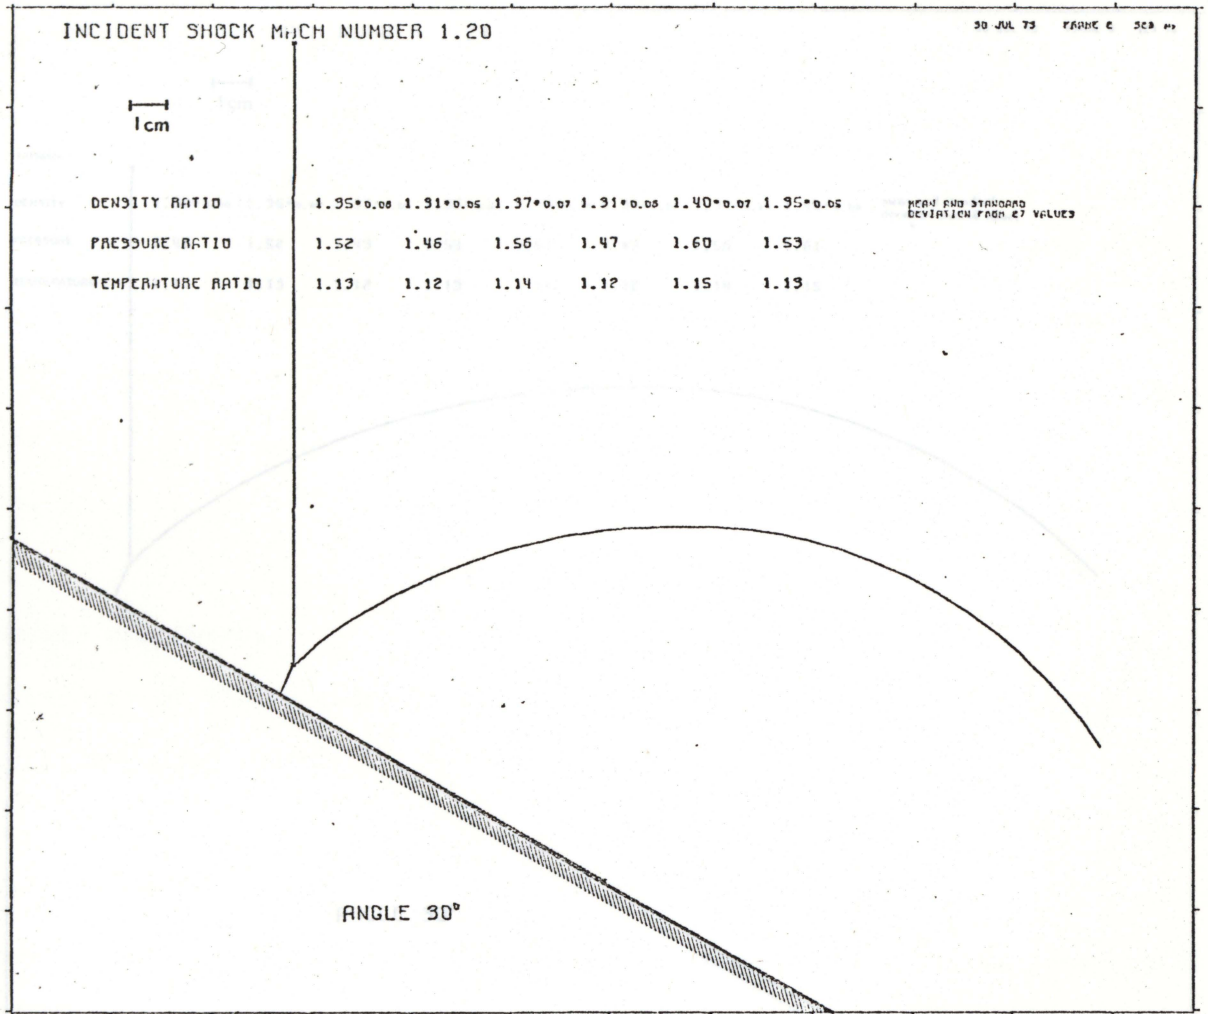 INCIDENT SHOCK MACH NUMBER 1.20
30 JUL 73 FRAME
1cm
DENSITY RATIO 1.35±0.08 1.31±0.05 1.37±0.07 1.31±0.08 1.40±0.07 1.35±0.05
MEAN AND STANDARD
DEVIATION FROM 27 VALUES
PRESSURE RATIO 1.52 1.46 1.56 1.47 1.60 1.53
TEMPERATURE RATIO 1.13 1.12 1.14 1.12 1.15 1.13
ANGLE 30°